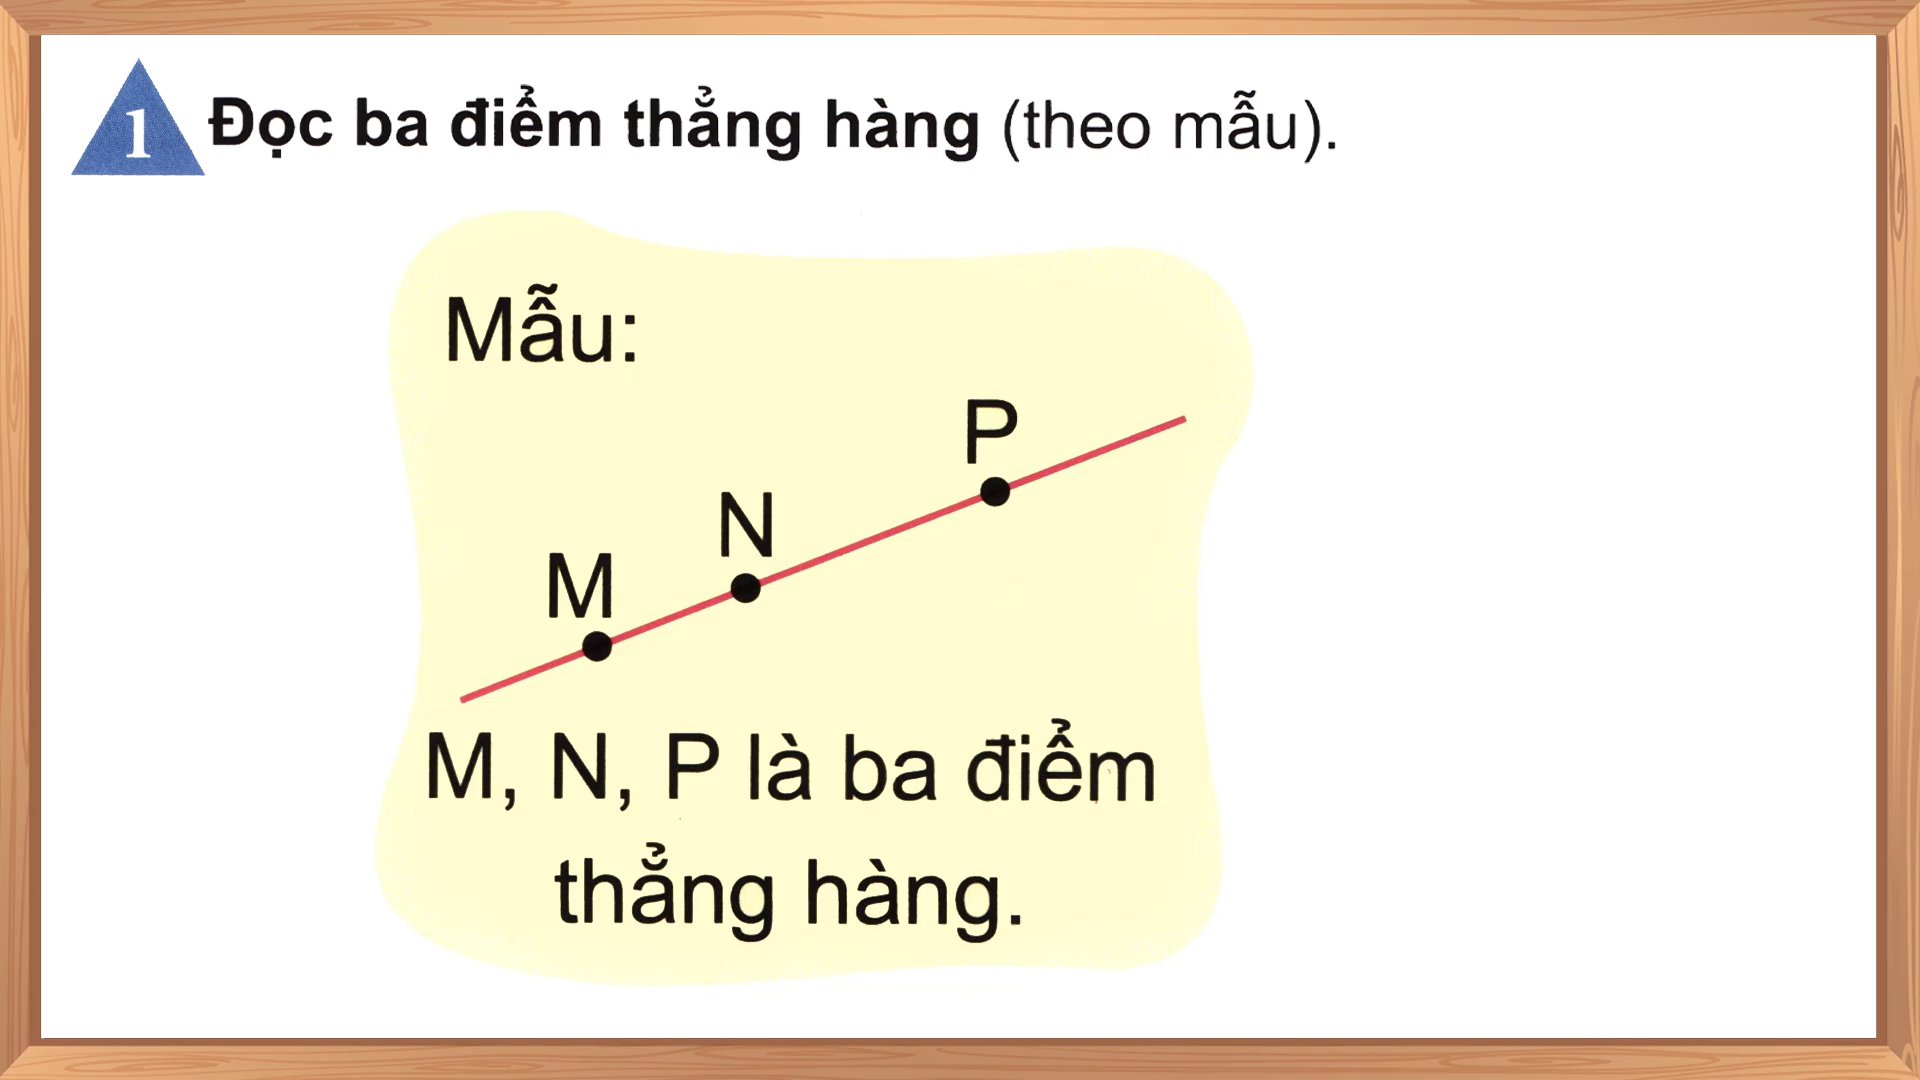 1 Đọc ba điểm thẳng hàng (theo mẫu).
Mẫu:
P
N
M
M, N, P là ba điểm
thẳng hàng.